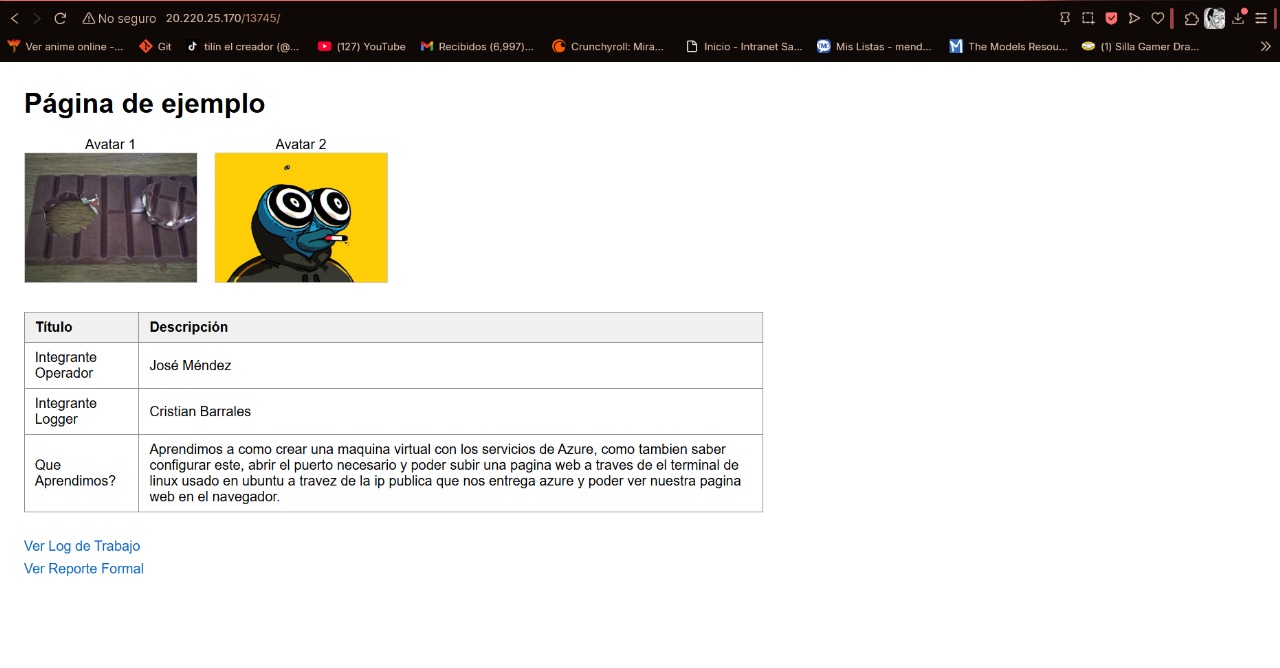 No seguro 20.220.25.170/13745/
Ver anime online -... Git tilín el creador (@... (127) YouTube Recibidos (6,997)... Crunchyroll: Mira... Inicio - Intranet Sa... Mis Listas - mend... The Models Resou... (1) Silla Gamer Dra...
Página de ejemplo
Avatar 1 Avatar 2
Título Descripción
Integrante
Operador
José Méndez
Integrante
Logger
Cristian Barrales
Que
Aprendimos?
Aprendimos a como crear una maquina virtual con los servicios de Azure, como tambien saber
configurar este, abrir el puerto necesario y poder subir una pagina web a traves de el terminal de
linux usado en ubuntu a travez de la ip publica que nos entrega azure y poder ver nuestra pagina
web en el navegador.
Ver Log de Trabajo
Ver Reporte Formal